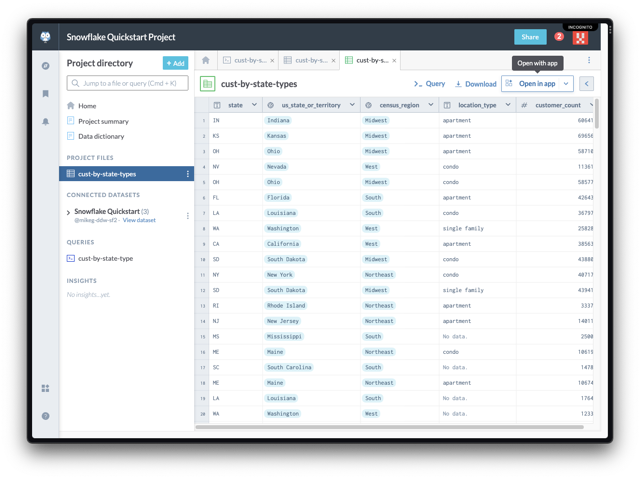 INCOGNITO
Snowflake Quickstart Project
Share
2
Project directory
+ Add
Jump to a file or query (Cmd + K)
Home
Project summary
Data dictionary
PROJECT FILES
cust-by-state-types
CONNECTED DATASETS
Snowflake Quickstart (3)
@mikeg-ddw-sf2 · View dataset
QUERIES
cust-by-state-type
INSIGHTS
No insights...yet.
cust-by-s... ×
cust-by-s... ×
cust-by-s... ×
Open with app
cust-by-state-types
Query
Download
Open in app
state us_state_or_territory census_region location_type # customer_count
1 IN Indiana Midwest apartment 60641
2 KS Kansas Midwest apartment 69656
3 OH Ohio Midwest apartment 58710
4 NV Nevada West condo 11361
5 OH Ohio Midwest condo 58577
6 FL Florida South apartment 42643
7 LA Louisiana South condo 36797
8 WA Washington West single family 25828
9 CA California West apartment 38563
10 SD South Dakota Midwest condo 43880
11 NY New York Northeast condo 40717
12 SD South Dakota Midwest single family 43941
13 RI Rhode Island Northeast apartment 3337
14 NJ New Jersey Northeast apartment 14011
15 MS Mississippi South No data. 2500
16 ME Maine Northeast condo 10619
17 SC South Carolina South No data. 1478
18 ME Maine Northeast apartment 10674
19 LA Louisiana South No data. 1764
20 WA Washington West No data. 1233